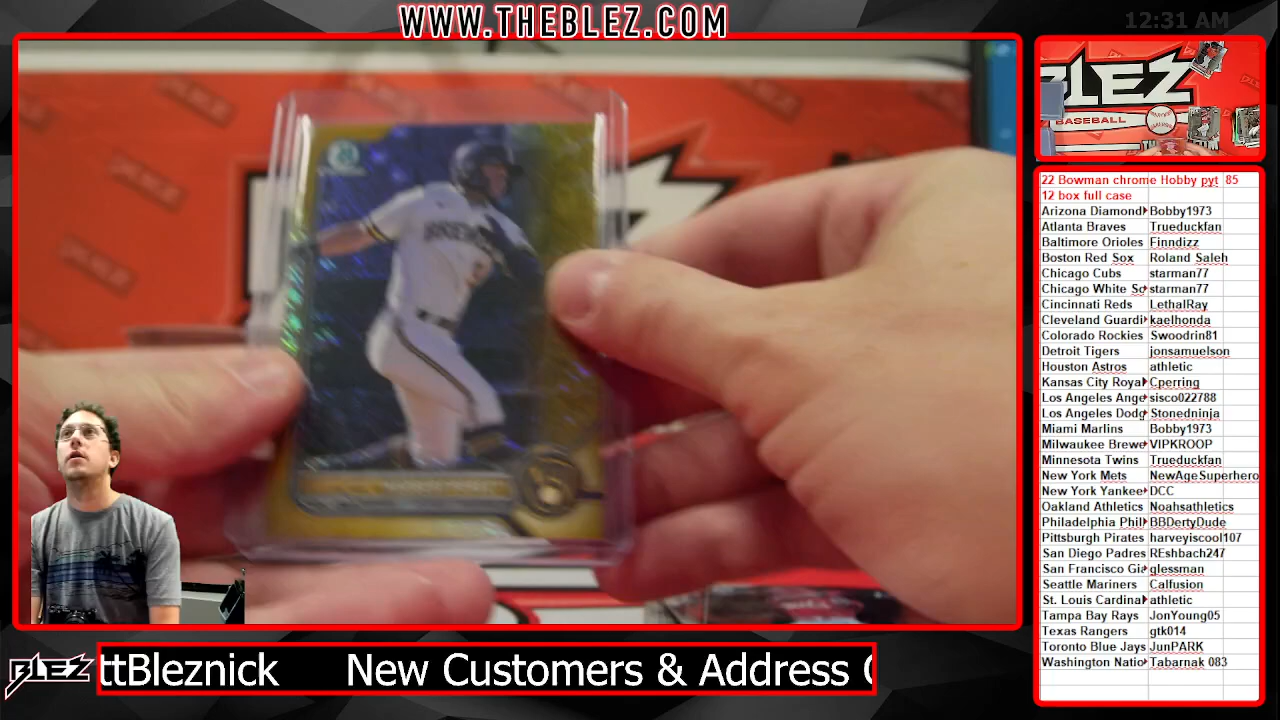 WWW.THEBLEZ.COM
12:31 AM
BLEZ
BASEBALL
22 Bowman chrome Hobby pyt 85
12 box full case
Arizona Diamond Bobby1973
Atlanta Braves Trueduckfan
Baltimore Orioles Finndizz
Boston Red Sox Roland Saleh
Chicago Cubs starman77
Chicago White So starman77
Cincinnati Reds LethalRay
Cleveland Guardi kaelhonda
Colorado Rockies Swoodrin81
Detroit Tigers jonsamuelson
Houston Astros athletic
Kansas City Royal Cperring
Los Angeles Ange sisco022788
Los Angeles Dodg Stonedninja
Miami Marlins Bobby1973
Milwaukee Brewe VIPKROOP
Minnesota Twins Trueduckfan
New York Mets NewAgeSuperhero
New York Yankee DCC
Oakland Athletics Noahsathletics
Philadelphia Phil BBDertyDude
Pittsburgh Pirates harveyiscool107
San Diego Padres REshbach247
San Francisco Gia glessman
Seattle Mariners Calfusion
St. Louis Cardina athletic
Tampa Bay Rays JonYoung05
Texas Rangers gtk014
Toronto Blue Jays JunPARK
Washington Natio Tabarnak 083
BLEZ
ttBleznick New Customers & Address